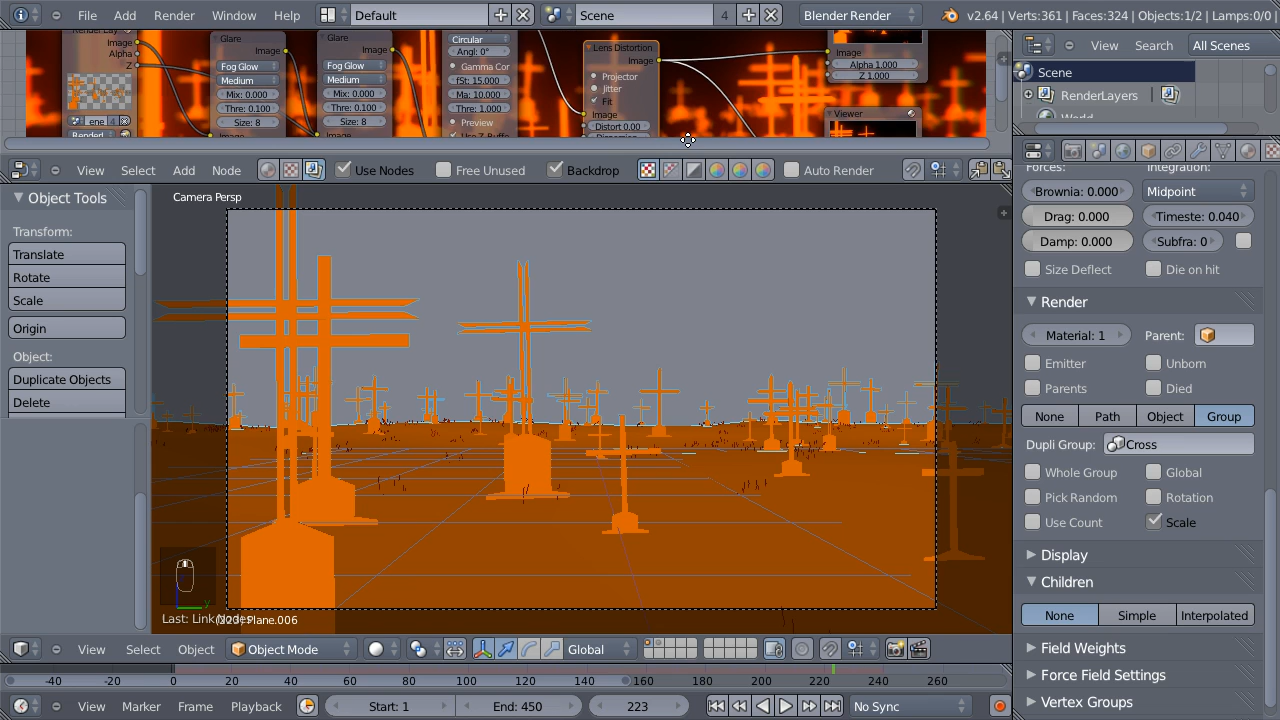 File Add Render Window Help Default Scene 4 Blender Render v2.64 | Verts:361 | Faces:324 | Objects:1/2 | Lamps:0/0
Image
Alpha
Z
Glare
Image
Fog Glow
Medium
Mix: 0.000
Thre: 0.100
Size: 8
Image
Glare
Image
Fog Glow
Medium
Mix: 0.000
Thre: 0.100
Size: 8
Image
Circular
Angl: 0°
Gamma Cor
fSt: 15.000
Ma: 10.000
Thre: 1.000
Preview
Lens Distortion
Image
Projector
Jitter
Fit
Image
Distort 0.00
Image
Alpha 1.000
Z 1.000
Viewer
View Search All Scenes
Scene
RenderLayers
World
View Select Add Node Use Nodes Free Unused Backdrop Auto Render
Object Tools
Transform:
Translate
Rotate
Scale
Origin
Object:
Duplicate Objects
Delete
Camera Persp
Last: Link Nodes
(223) Plane.006
Forces: Integration:
Brownia: 0.000 Midpoint
Drag: 0.000 Timeste: 0.040
Damp: 0.000 Subfra: 0
Size Deflect Die on hit
Render
Material: 1 Parent:
Emitter Unborn
Parents Died
None Path Object Group
Dupli Group: Cross
Whole Group Global
Pick Random Rotation
Use Count Scale
Display
Children
None Simple Interpolated
Field Weights
Force Field Settings
Vertex Groups
View Select Object Object Mode Global
-40 -20 0 20 40 60 80 100 120 140 160 180 200 220 240 260
View Marker Frame Playback Start: 1 End: 450 223 No Sync